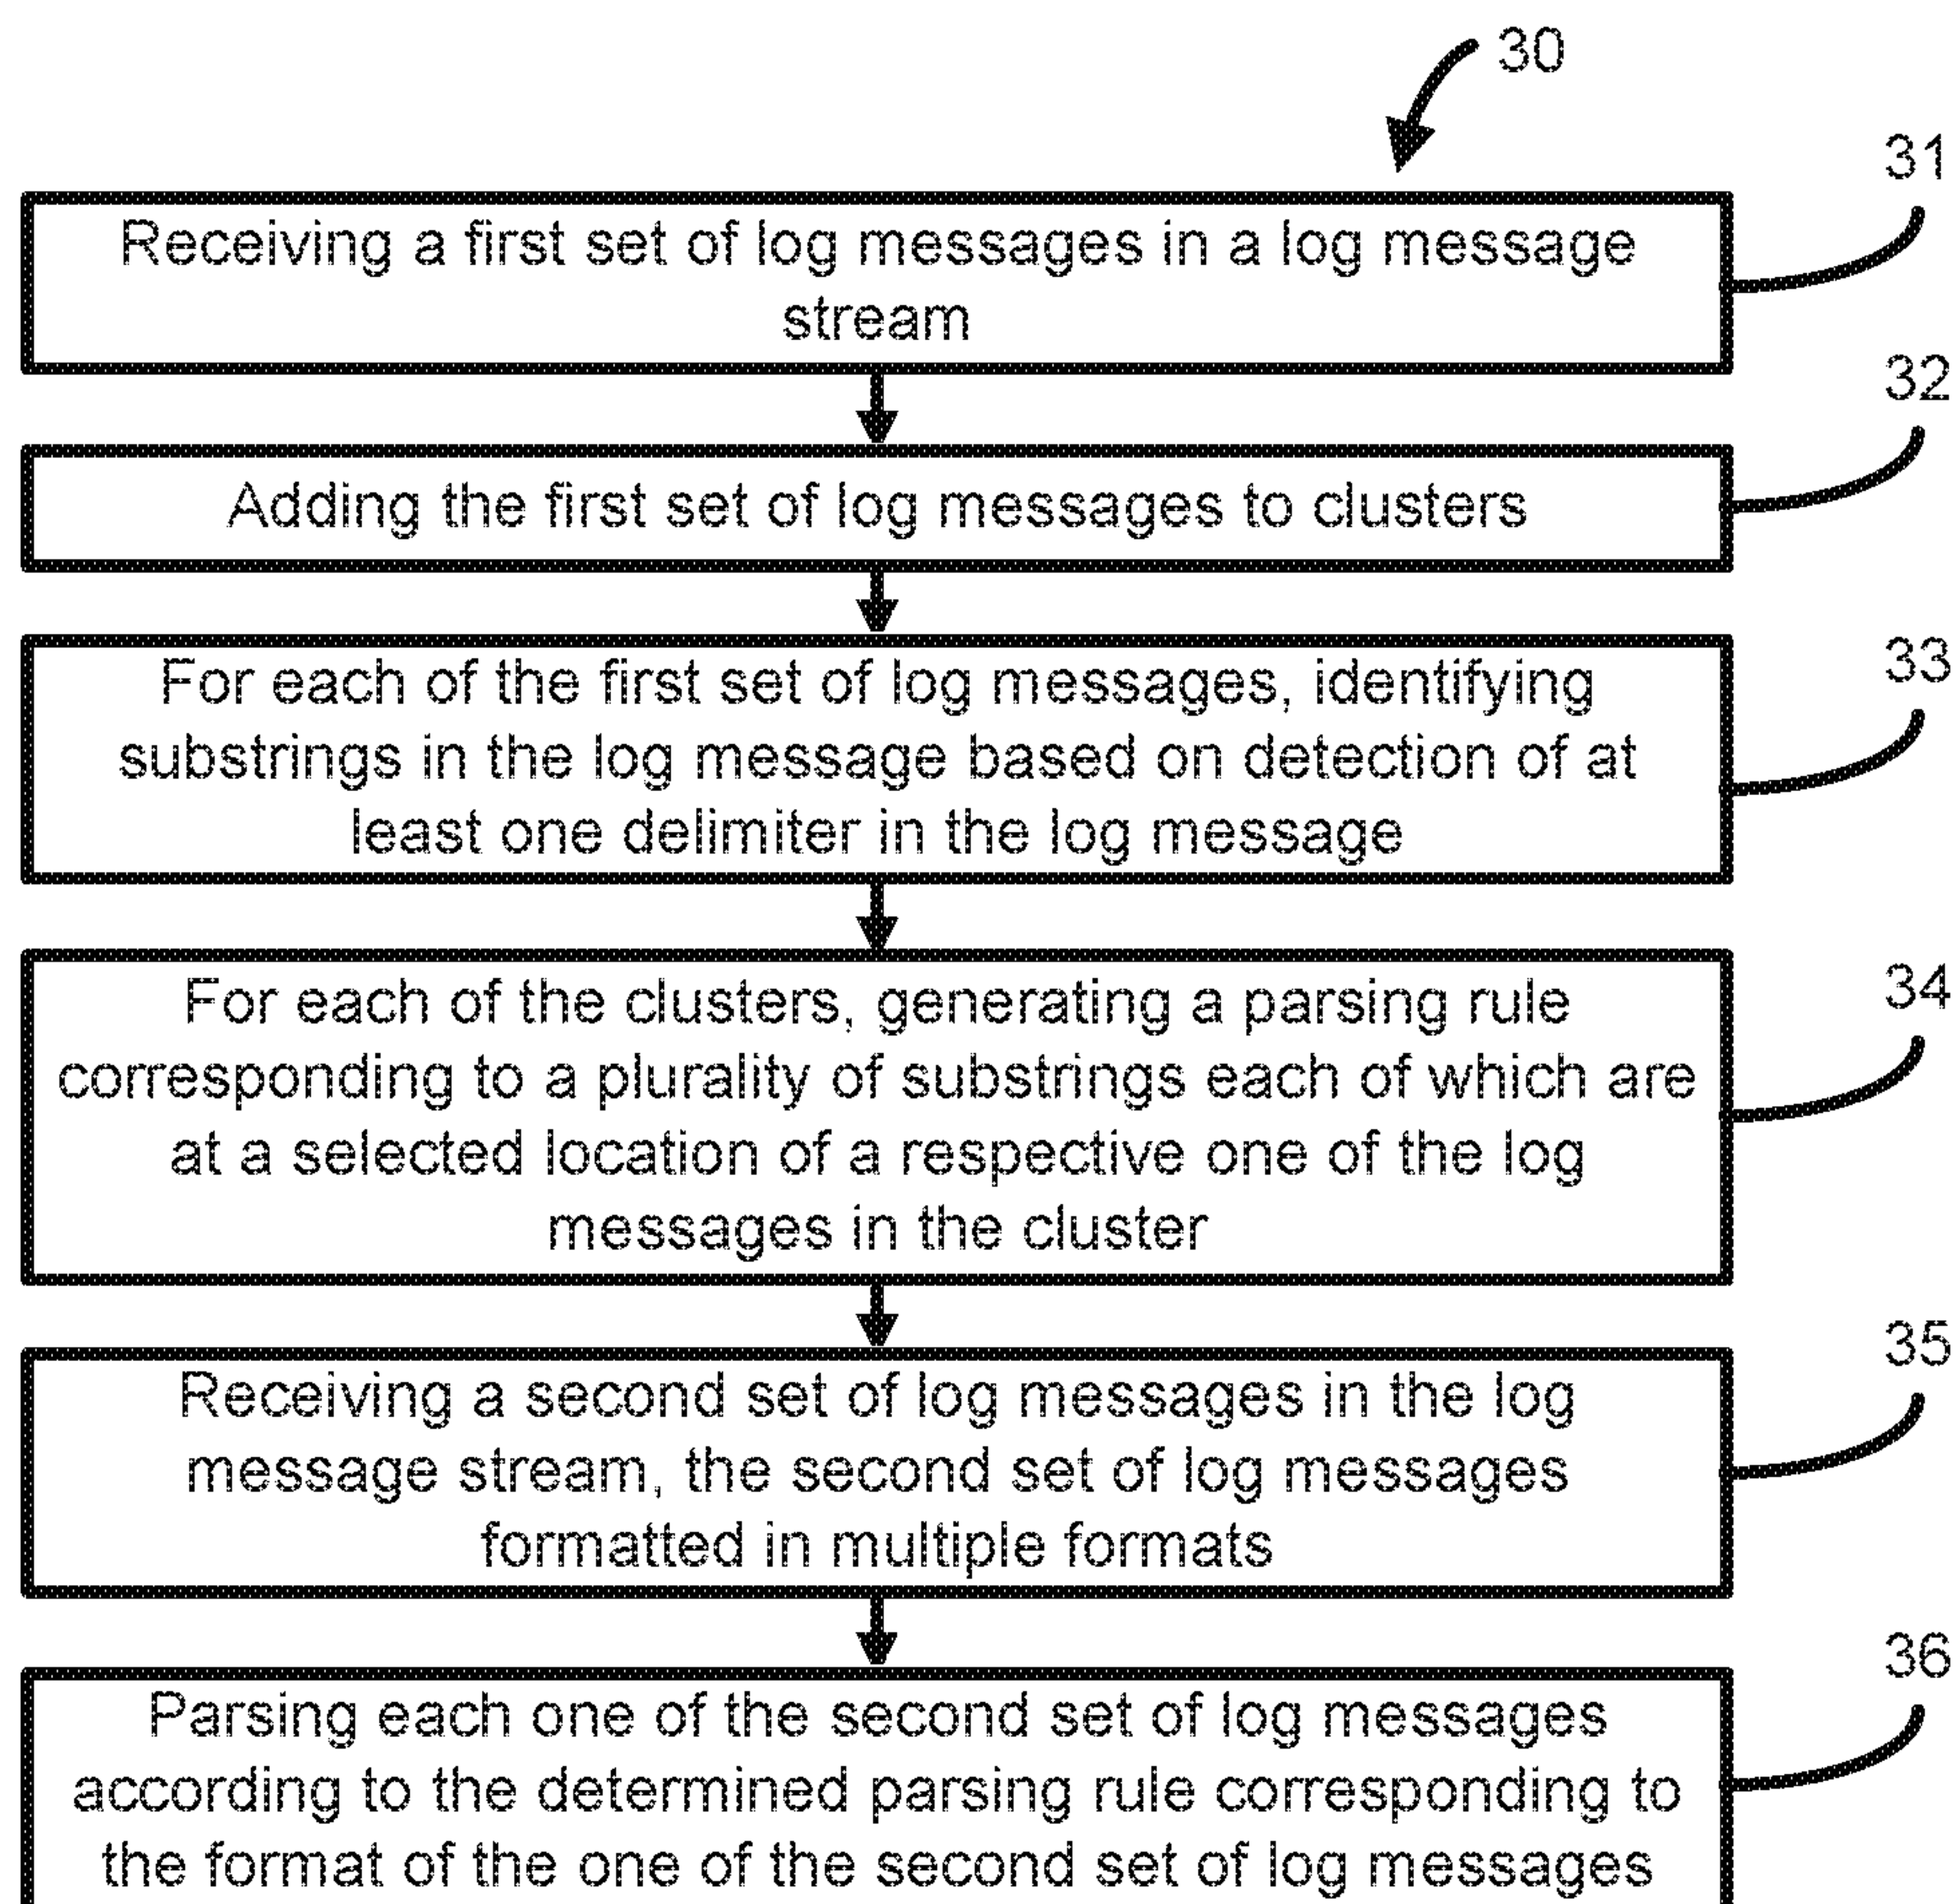 30
31
Receiving a first set of log messages in a log message
stream
32
Adding the first set of log messages to clusters
33
For each of the first set of log messages, identifying
substrings in the log message based on detection of at
least one delimiter in the log message
34
For each of the clusters, generating a parsing rule
corresponding to a plurality of substrings each of which are
at a selected location of a respective one of the log
messages in the cluster
35
Receiving a second set of log messages in the log
message stream, the second set of log messages
formatted in multiple formats
36
Parsing each one of the second set of log messages
according to the determined parsing rule corresponding to
the format of the one of the second set of log messages